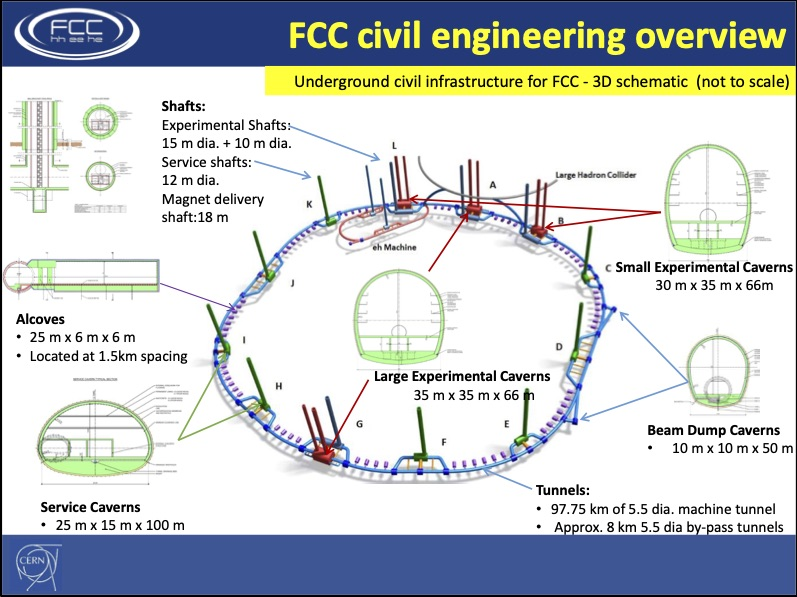 FCC
hh ee he
FCC civil engineering overview
Underground civil infrastructure for FCC - 3D schematic (not to scale)
Shafts:
Experimental Shafts:
15 m dia. + 10 m dia.
Service shafts:
12 m dia.
Magnet delivery
shaft:18 m
L
A
Large Hadron Collider
K
B
eh Machine
C
Small Experimental Caverns
30 m x 35 m x 66m
J
Alcoves
• 25 m x 6 m x 6 m
• Located at 1.5km spacing
I
D
H
Large Experimental Caverns
35 m x 35 m x 66 m
G
F
E
Beam Dump Caverns
• 10 m x 10 m x 50 m
Service Caverns
• 25 m x 15 m x 100 m
Tunnels:
• 97.75 km of 5.5 dia. machine tunnel
• Approx. 8 km 5.5 dia by-pass tunnels
CERN